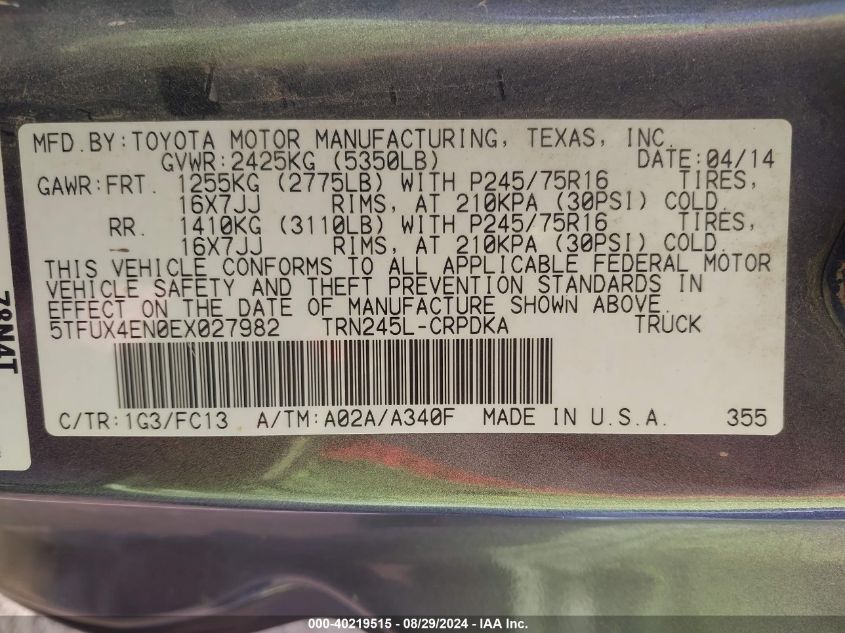 MFD.BY:TOYOTA MOTOR MANUFACTURING, TEXAS, INC.
GVWR:2425KG (5350LB) DATE:04/14
GAWR:FRT. 1255KG (2775LB) WITH P245/75R16 TIRES,
16X7JJ RIMS, AT 210KPA (30PSI) COLD.
RR. 1410KG (3110LB) WITH P245/75R16 TIRES,
16X7JJ RIMS, AT 210KPA (30PSI) COLD.
THIS VEHICLE CONFORMS TO ALL APPLICABLE FEDERAL MOTOR
VEHICLE SAFETY AND THEFT PREVENTION STANDARDS IN
EFFECT ON THE DATE OF MANUFACTURE SHOWN ABOVE.
5TFUX4EN0EX027982 TRN245L-CRPDKA TRUCK
C/TR:1G3/FC13 A/TM:A02A/A340F MADE IN U.S.A. 355
78N4T
000-40219515 - 08/29/2024 - IAA Inc.